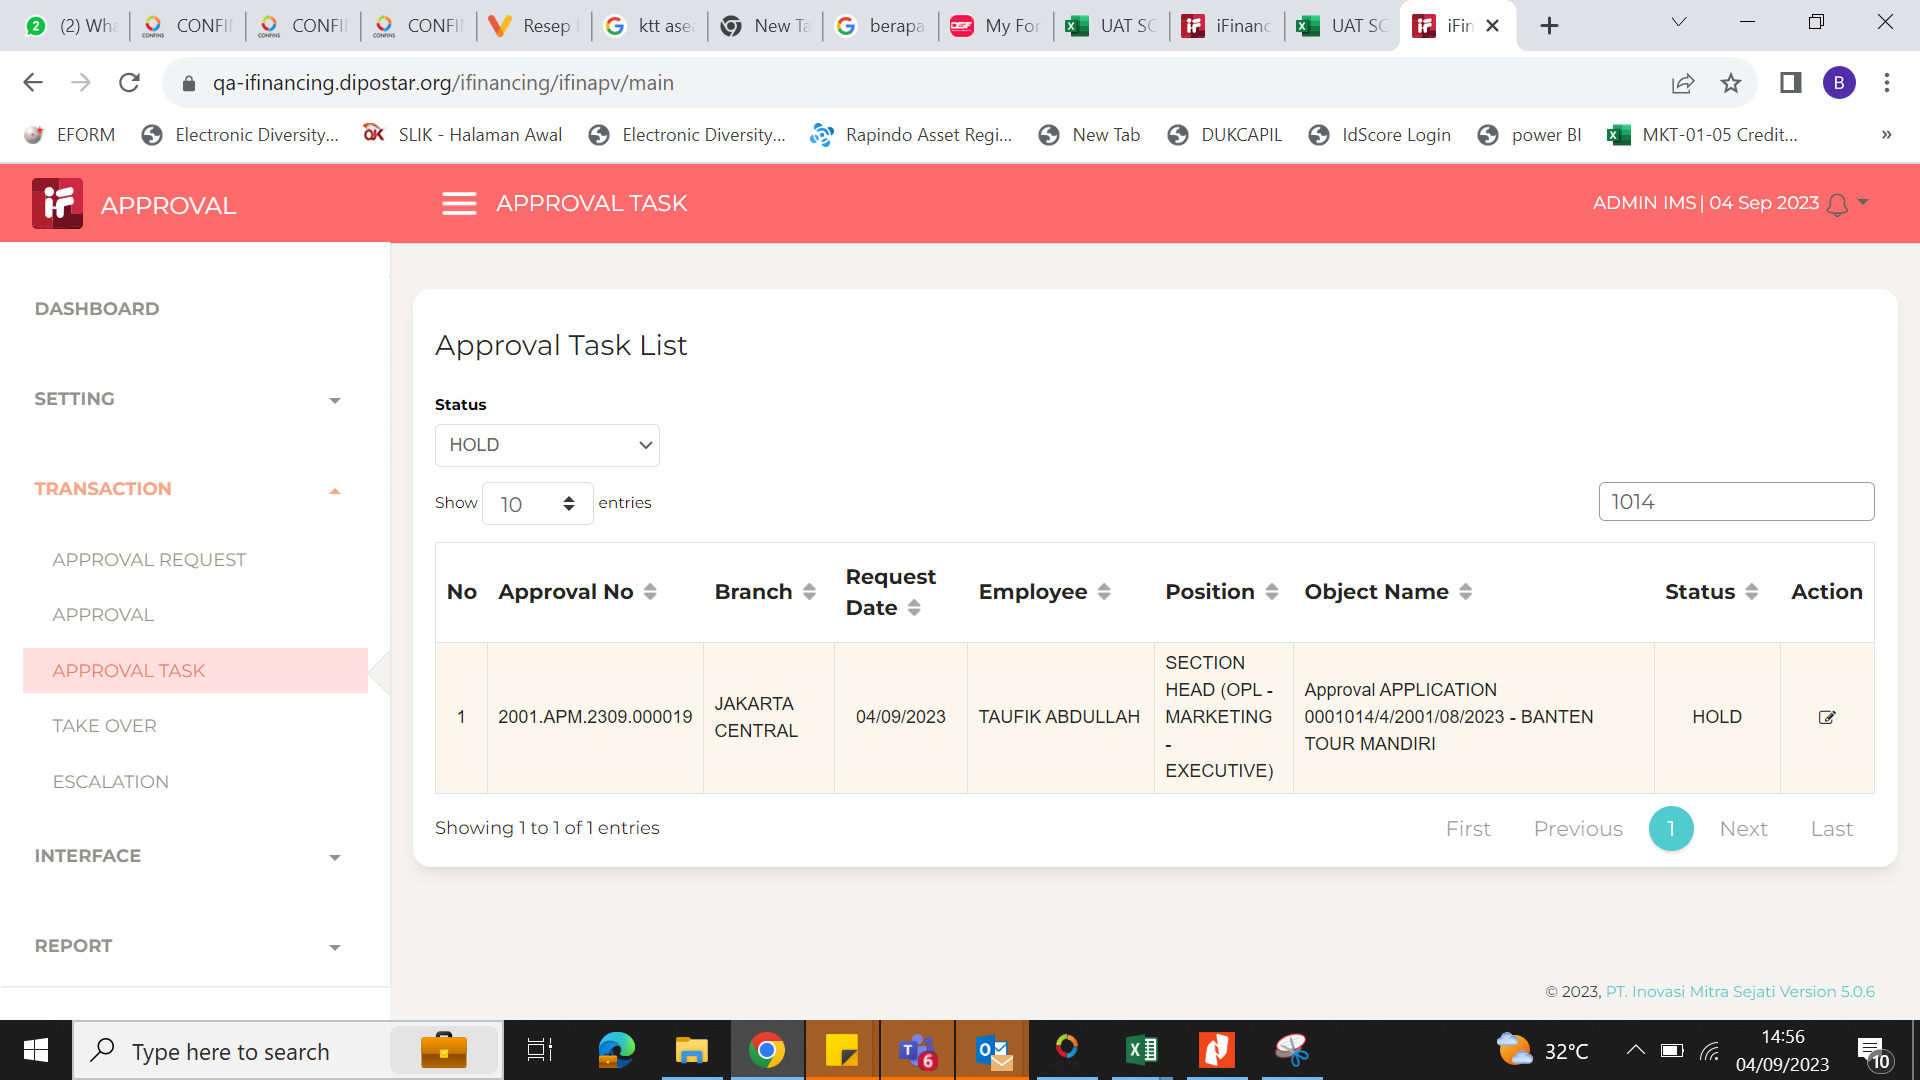 (2) Wha
CONFIN
CONFIN
CONFIN
Resep
ktt asea
New Ta
berapa
My For
UAT SC
iFinanc
UAT SC
iFin
qa-ifinancing.dipostar.org/ifinancing/ifinapv/main
B
EFORM
Electronic Diversity...
SLIK - Halaman Awal
Electronic Diversity...
Rapindo Asset Regi...
New Tab
DUKCAPIL
IdScore Login
power BI
MKT-01-05 Credit...
»
iF APPROVAL
APPROVAL TASK
ADMIN IMS | 04 Sep 2023
DASHBOARD
SETTING
TRANSACTION
APPROVAL REQUEST
APPROVAL
APPROVAL TASK
TAKE OVER
ESCALATION
INTERFACE
REPORT
Approval Task List
Status
HOLD
Show 10 entries
1014
No Approval No Branch Request Date Employee Position Object Name Status Action
1
2001.APM.2309.000019
JAKARTA
CENTRAL
04/09/2023
TAUFIK ABDULLAH
SECTION
HEAD (OPL -
MARKETING
-
EXECUTIVE)
Approval APPLICATION
0001014/4/2001/08/2023 - BANTEN
TOUR MANDIRI
HOLD
Showing 1 to 1 of 1 entries
First Previous 1 Next Last
© 2023, PT. Inovasi Mitra Sejati Version 5.0.6
Type here to search
6
32°C
14:56
04/09/2023
10